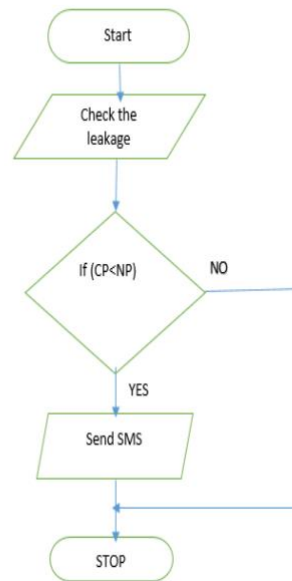 Start
Check the
leakage
If (CP<NP)
NO
YES
Send SMS
STOP